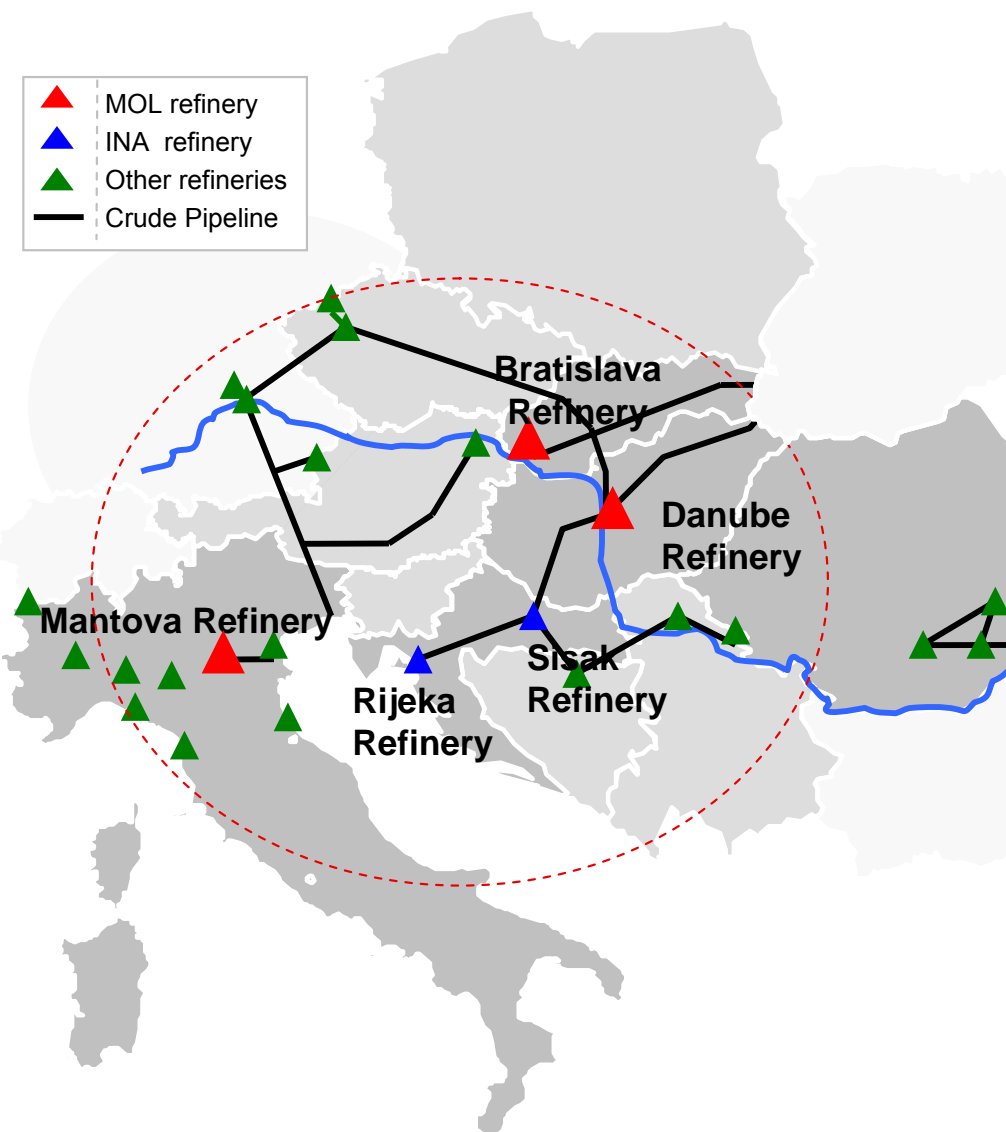 MOL refinery
INA refinery
Other refineries
Crude Pipeline
Bratislava
Refinery
Danube
Refinery
Mantova Refinery
Sisak
Refinery
Rijeka
Refinery